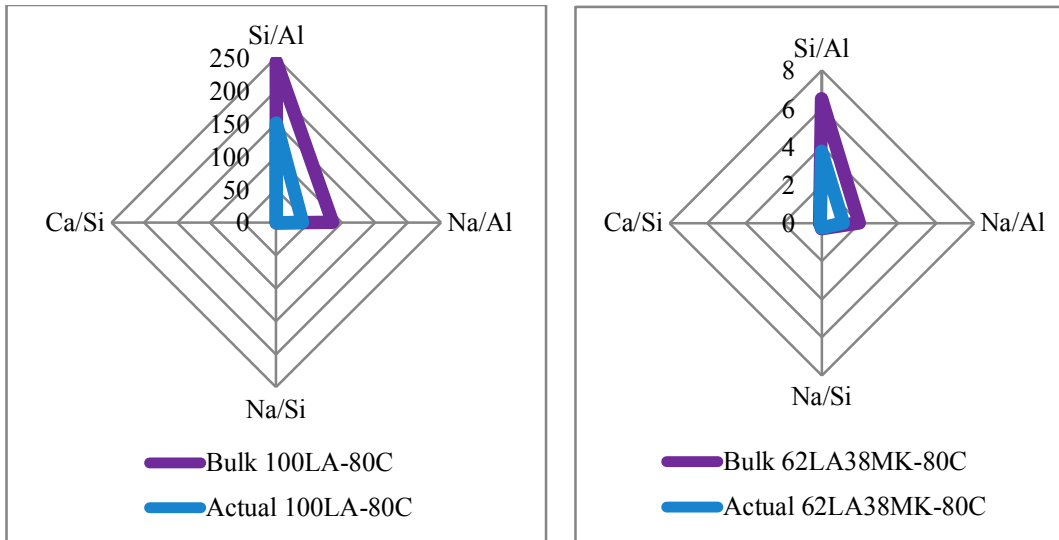 Si/Al
250
200
150
100
50
0
Ca/Si
Na/Al
Na/Si
Bulk 100LA-80C
Actual 100LA-80C
Si/Al
8
6
4
2
0
Ca/Si
Na/Al
Na/Si
Bulk 62LA38MK-80C
Actual 62LA38MK-80C